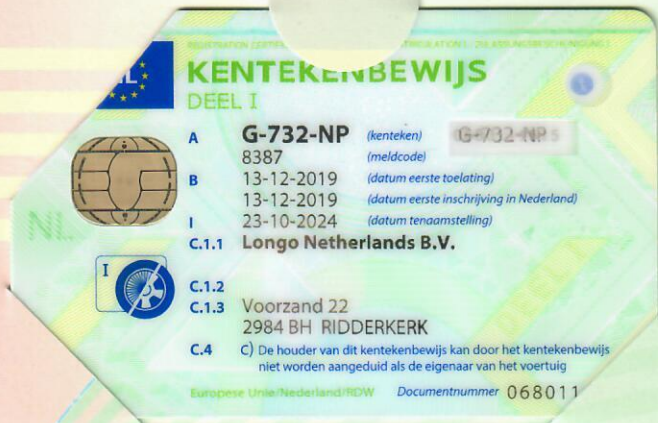 KENTEKENBEWIJS
DEEL I
A G-732-NP (kenteken) G-732-NP
8387 (meldcode)
B 13-12-2019 (datum eerste toelating)
13-12-2019 (datum eerste inschrijving in Nederland)
I 23-10-2024 (datum tenaamstelling)
C.1.1 Longo Netherlands B.V.
NL
I
C.1.2
C.1.3 Voorzand 22
2984 BH RIDDERKERK
C.4 C) De houder van dit kentekenbewijs kan door het kentekenbewijs
niet worden aangeduid als de eigenaar van het voertuig
Europese Unie/Nederland/RDW Documentnummer 068011